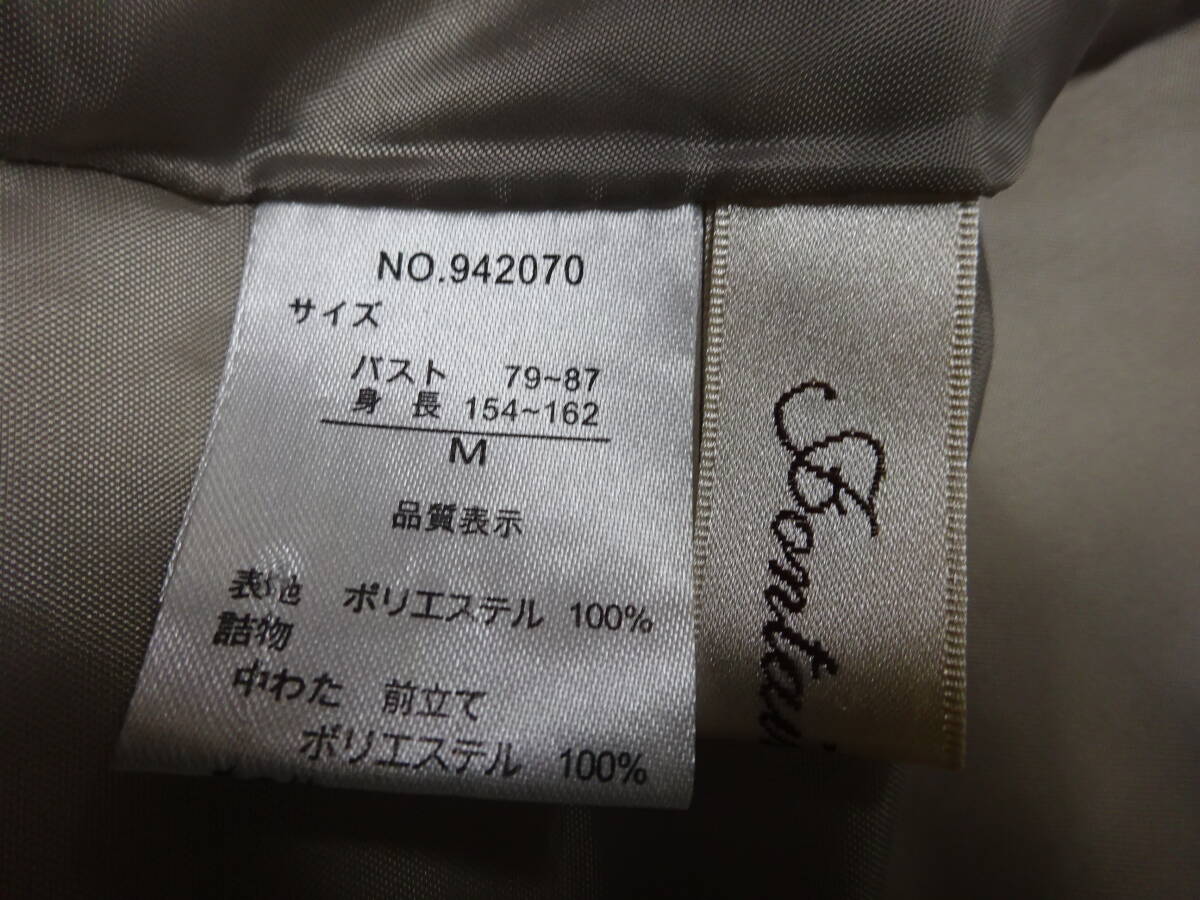 NO.942070
サイズ
バスト 79~87
身長 154~162
M
品質表示
表地 ポリエステル 100%
詰物
中わた 前立て
ポリエステル 100%